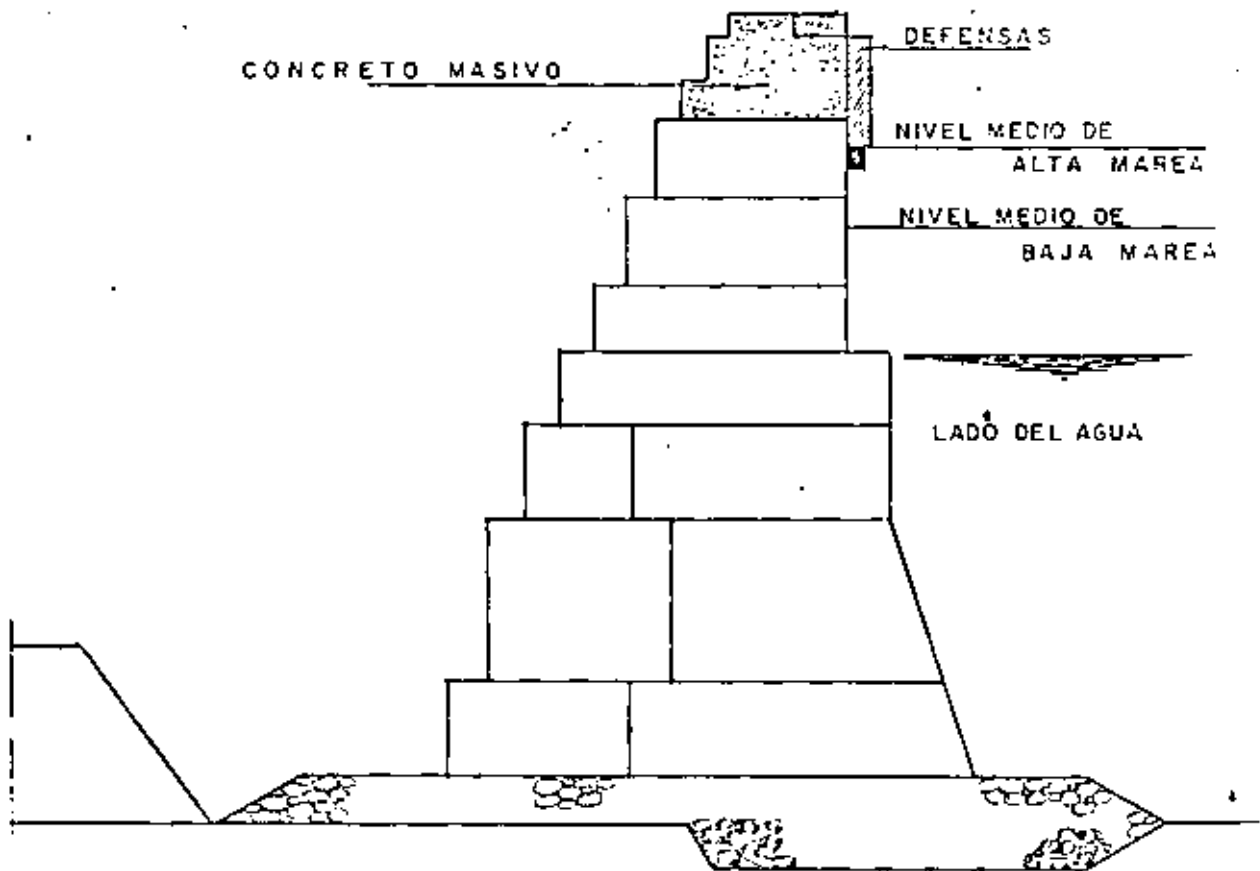 DEFENSAS
CONCRETO MASIVO
NIVEL MEDIO DE
ALTA MAREA
NIVEL MEDIO DE
BAJA MAREA
LADO DEL AGUA